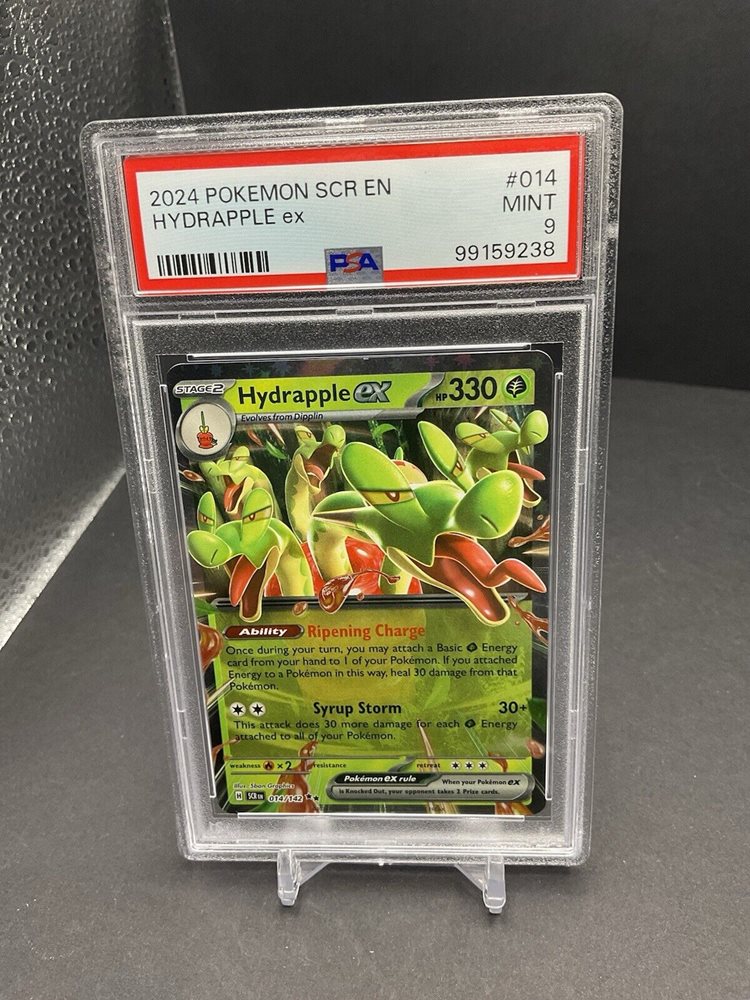 2024 POKEMON SCR EN #014
HYDRAPPLE ex MINT
9
PSA 99159238
STAGE2 Hydrapple ex HP 330
Evolves from Dipplin
Ability Ripening Charge
Once during your turn, you may attach a Basic Energy
card from your hand to 1 of your Pokémon. If you attached
Energy to a Pokémon in this way, heal 30 damage from that
Pokémon.
Syrup Storm 30+
This attack does 30 more damage for each Energy
attached to all of your Pokémon.
weakness ×2 resistance retreat
Pokémon ex rule When your Pokémon ex
is Knocked Out, your opponent takes 2 Prize cards.
Illus. 5ban Graphics
H SCR EN 014/142